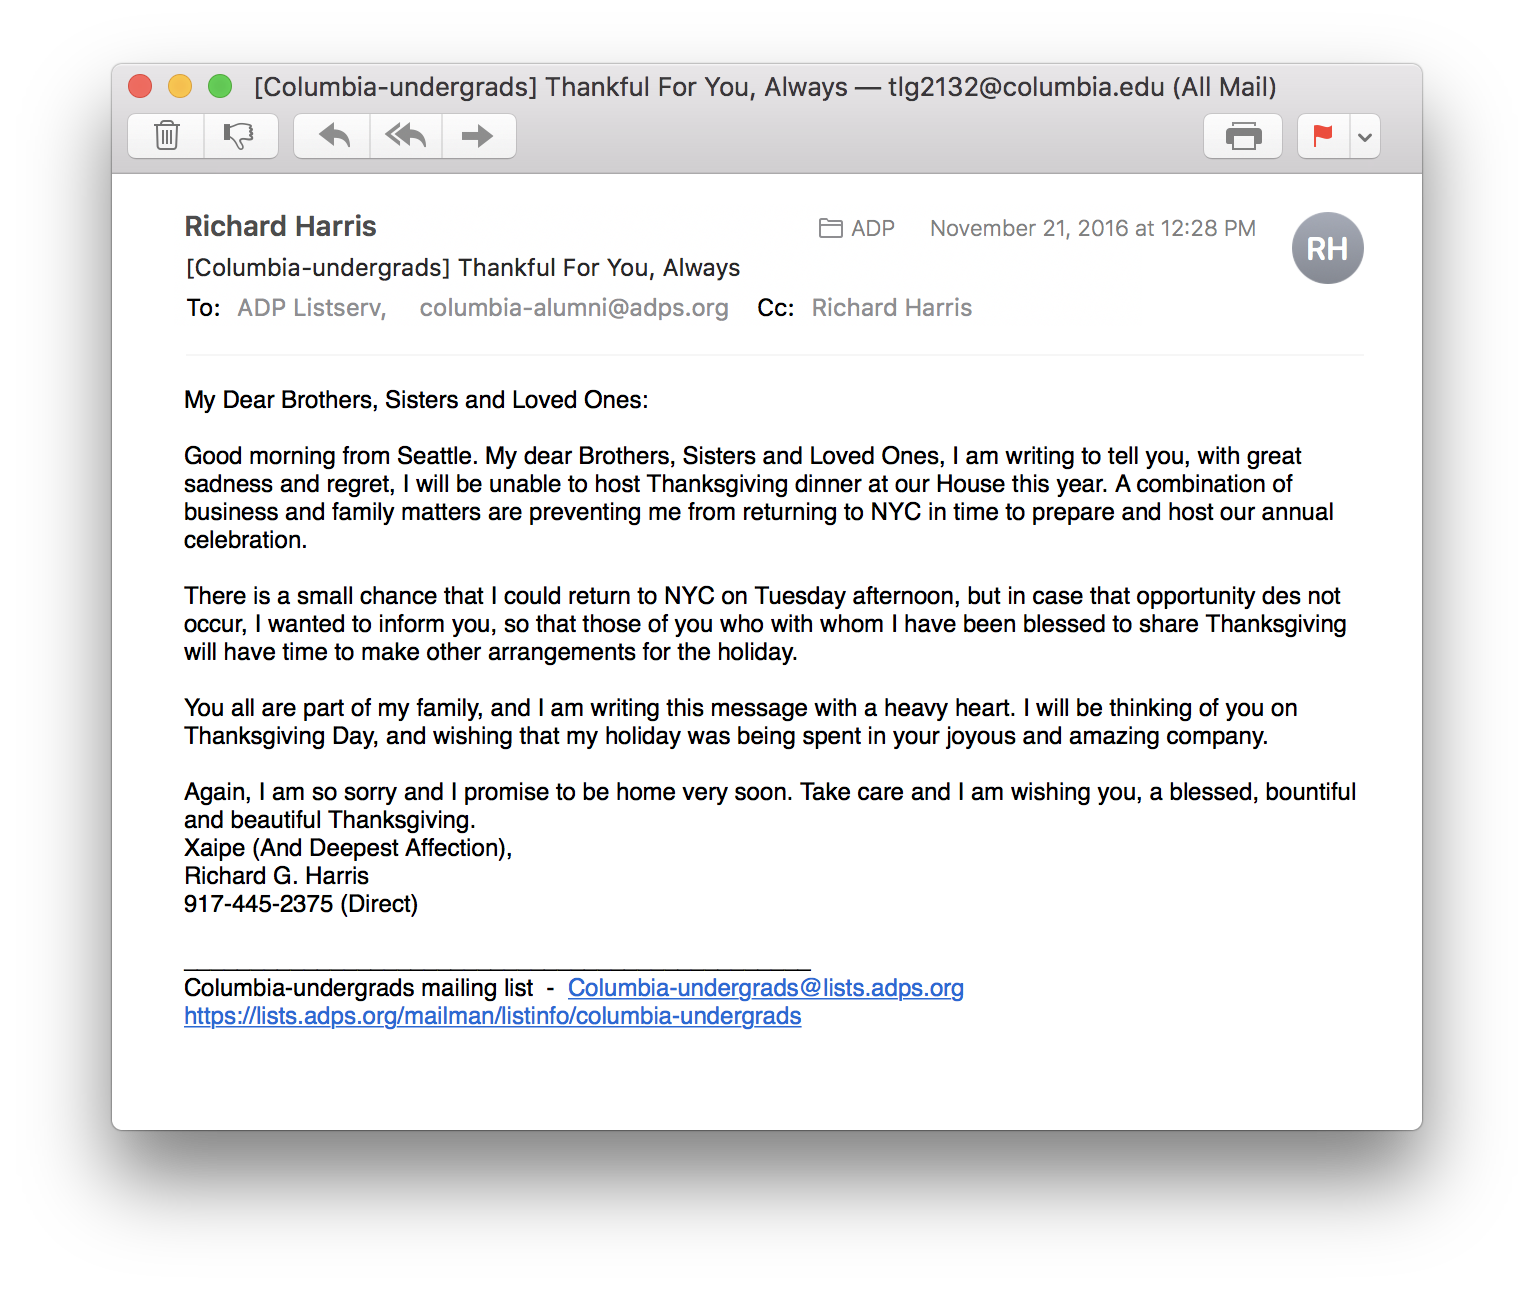 [Columbia-undergrads] Thankful For You, Always — tlg2132@columbia.edu (All Mail)
Richard Harris
ADP November 21, 2016 at 12:28 PM
RH
[Columbia-undergrads] Thankful For You, Always
To: ADP Listserv, columbia-alumni@adps.org Cc: Richard Harris
My Dear Brothers, Sisters and Loved Ones:
Good morning from Seattle. My dear Brothers, Sisters and Loved Ones, I am writing to tell you, with great
sadness and regret, I will be unable to host Thanksgiving dinner at our House this year. A combination of
business and family matters are preventing me from returning to NYC in time to prepare and host our annual
celebration.
There is a small chance that I could return to NYC on Tuesday afternoon, but in case that opportunity des not
occur, I wanted to inform you, so that those of you who with whom I have been blessed to share Thanksgiving
will have time to make other arrangements for the holiday.
You all are part of my family, and I am writing this message with a heavy heart. I will be thinking of you on
Thanksgiving Day, and wishing that my holiday was being spent in your joyous and amazing company.
Again, I am so sorry and I promise to be home very soon. Take care and I am wishing you, a blessed, bountiful
and beautiful Thanksgiving.
Xaipe (And Deepest Affection),
Richard G. Harris
917-445-2375 (Direct)
Columbia-undergrads mailing list - Columbia-undergrads@lists.adps.org
https://lists.adps.org/mailman/listinfo/columbia-undergrads